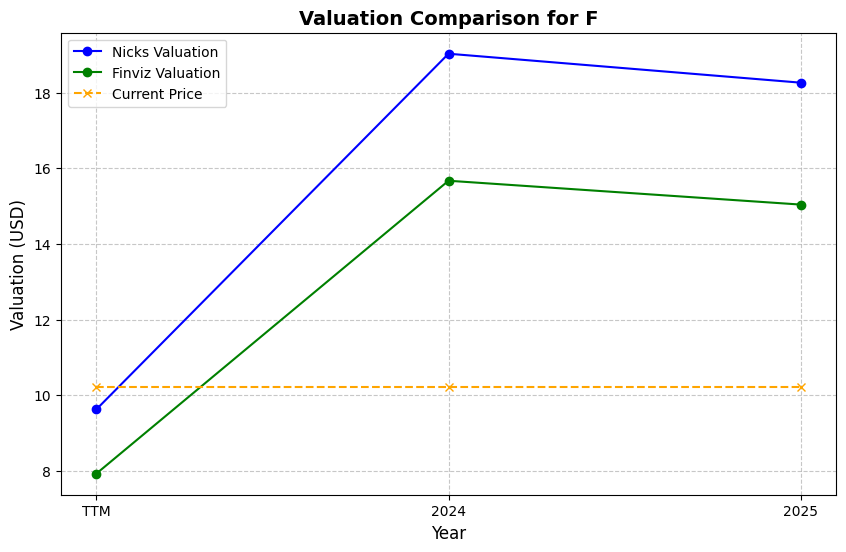 Valuation Comparison for F
Nicks Valuation
Finviz Valuation
Current Price
Valuation (USD)
18
16
14
12
10
8
TTM
2024
2025
Year